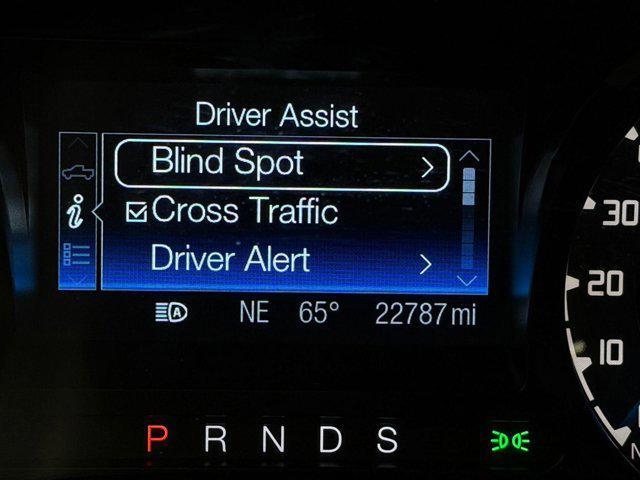 Driver Assist
Blind Spot
Cross Traffic
Driver Alert
A NE 65° 22787 mi
P R N D S
30
20
10